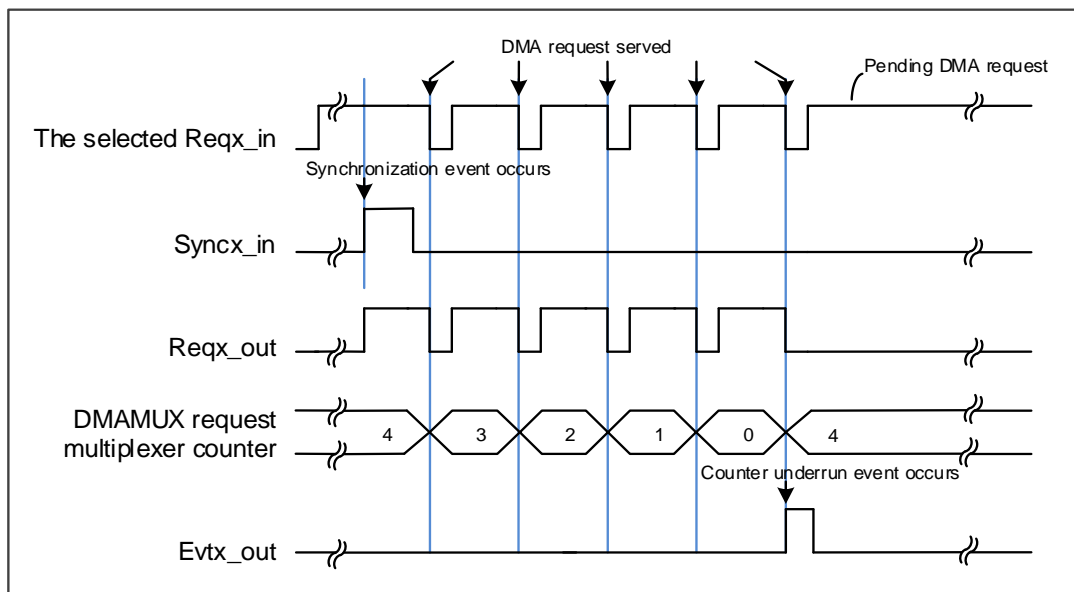 DMA request served
Pending DMA request
The selected Reqx_in
Synchronization event occurs
Syncx_in
Reqx_out
DMAMUX request
multiplexer counter
4 3 2 1 0 4
Counter underrun event occurs
Evtx_out